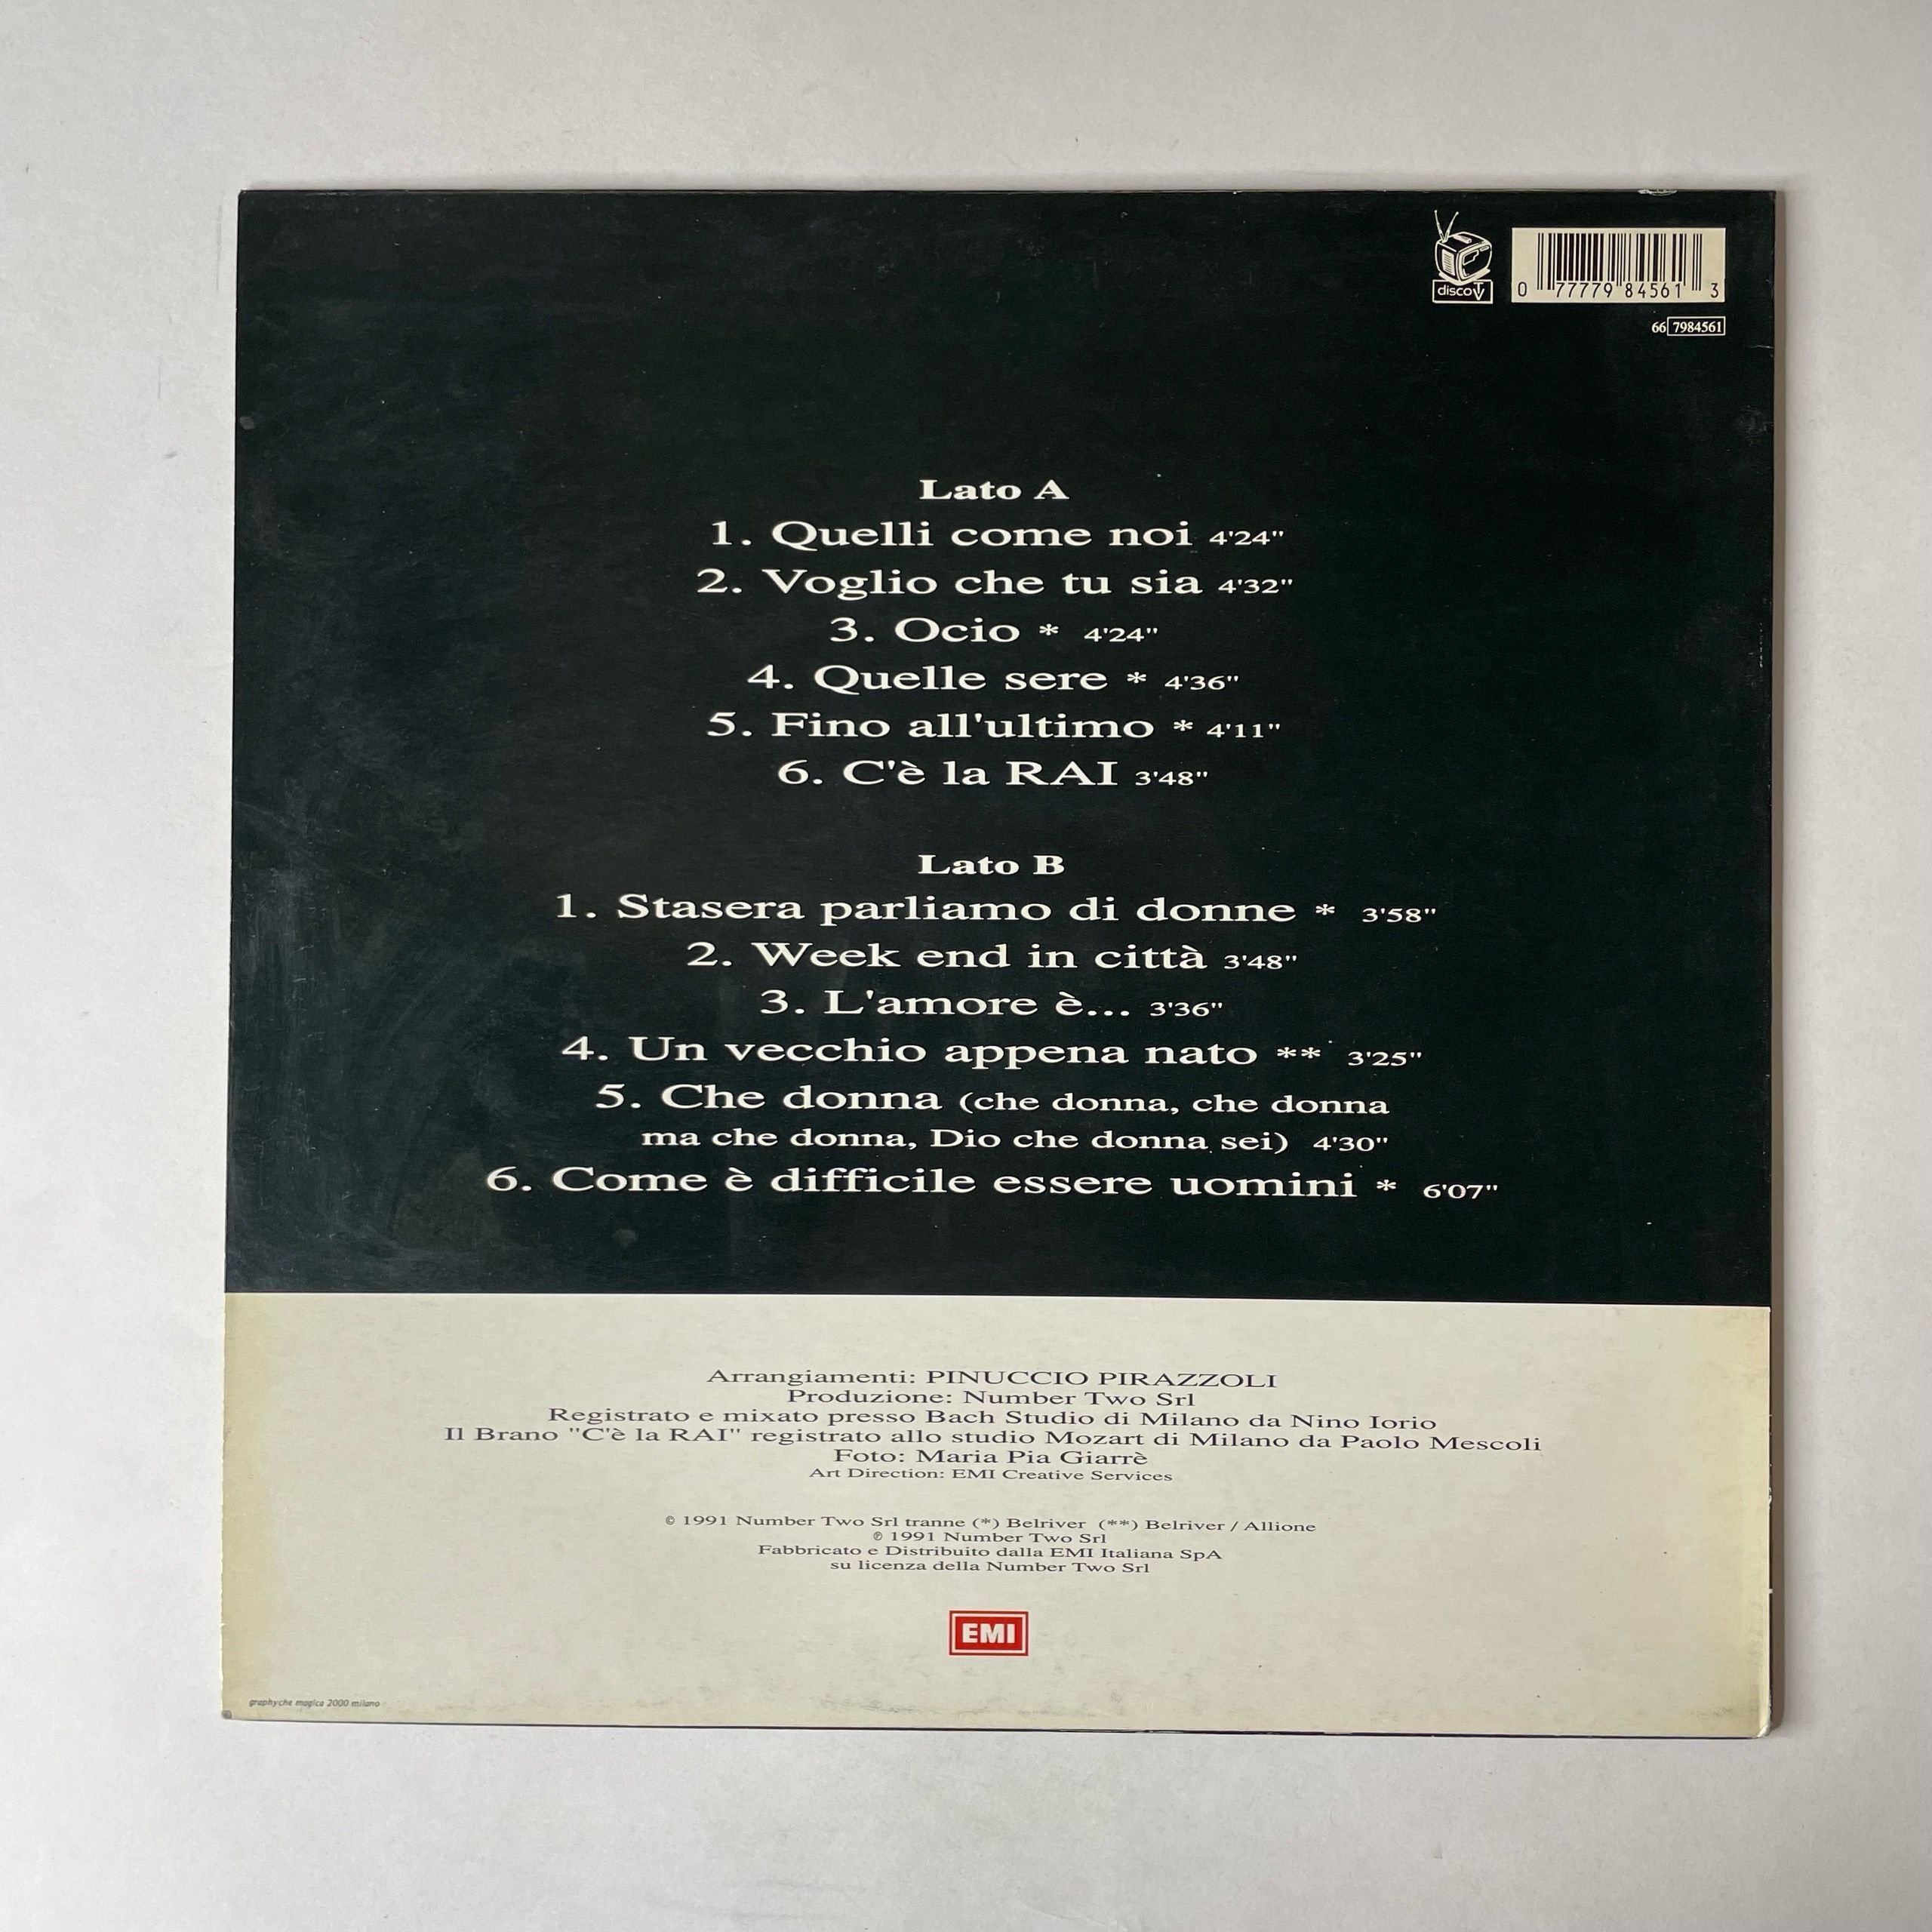 discoTV
0 77779 84561 3
66 7984561
Lato A
1. Quelli come noi 4'24"
2. Voglio che tu sia 4'32"
3. Ocio * 4'24"
4. Quelle sere * 4'36"
5. Fino all'ultimo * 4'11"
6. C'è la RAI 3'48"
Lato B
1. Stasera parliamo di donne * 3'58"
2. Week end in città 3'48"
3. L'amore è... 3'36"
4. Un vecchio appena nato ** 3'25"
5. Che donna (che donna, che donna
ma che donna, Dio che donna sei) 4'30"
6. Come è difficile essere uomini * 6'07"
Arrangiamenti: PINUCCIO PIRAZZOLI
Produzione: Number Two Srl
Registrato e mixato presso Bach Studio di Milano da Nino Iorio
Il Brano "C'è la RAI" registrato allo studio Mozart di Milano da Paolo Mescoli
Foto: Maria Pia Giarrè
Art Direction: EMI Creative Services
© 1991 Number Two Srl tranne (*) Belriver (**) Belriver / Allione
℗ 1991 Number Two Srl
Fabbricato e Distribuito dalla EMI Italiana SpA
su licenza della Number Two Srl
EMI
graphyche magica 2000 milano